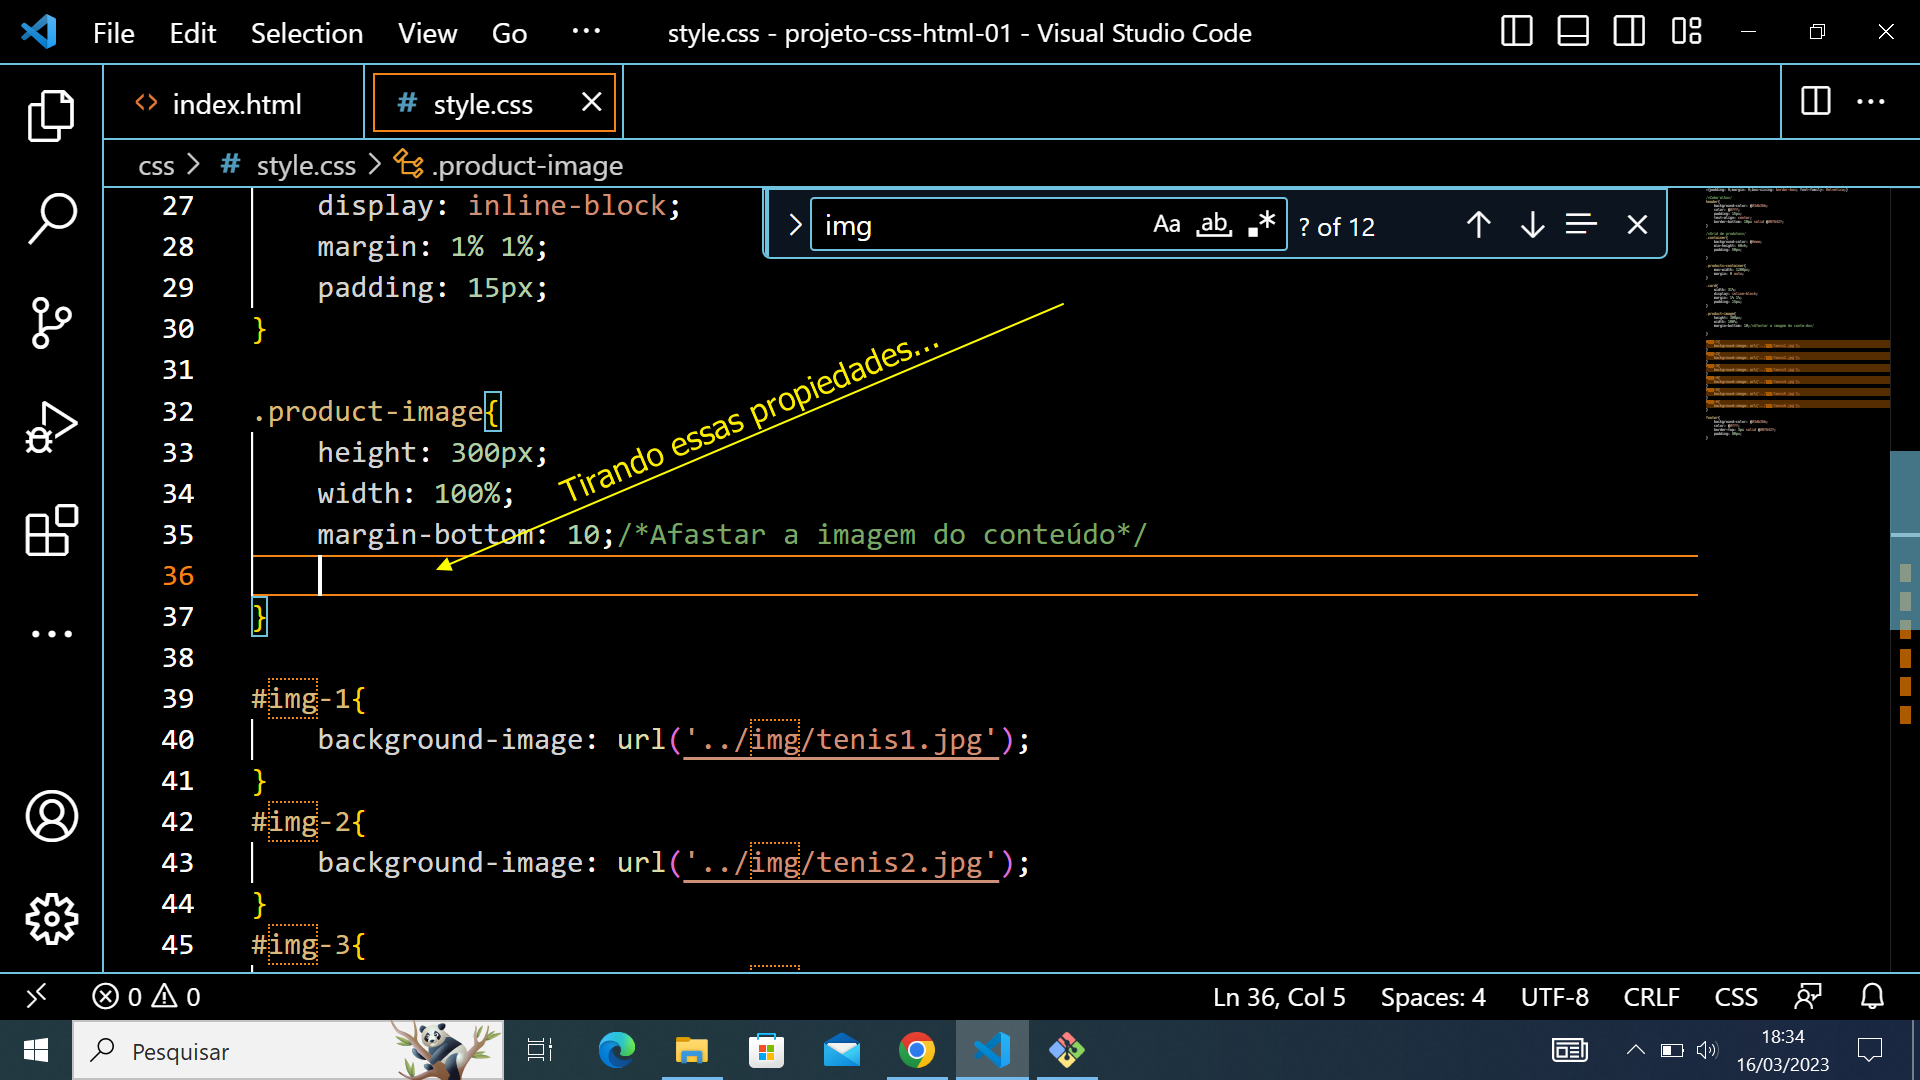 File Edit Selection View Go ··· style.css - projeto-css-html-01 - Visual Studio Code
index.html # style.css
css > # style.css > .product-image
img Aa ab .* ? of 12
27 display: inline-block;
28 margin: 1% 1%;
29 padding: 15px;
30 }
31
32 .product-image{
33 height: 300px;
34 width: 100%;
35 margin-bottom: 10;/*Afastar a imagem do conteúdo*/
36
37 }
38
39 #img-1{
40 background-image: url('../img/tenis1.jpg');
41 }
42 #img-2{
43 background-image: url('../img/tenis2.jpg');
44 }
45 #img-3{
Tirando essas propiedades...
0 0 Ln 36, Col 5 Spaces: 4 UTF-8 CRLF CSS
Pesquisar
18:34
16/03/2023